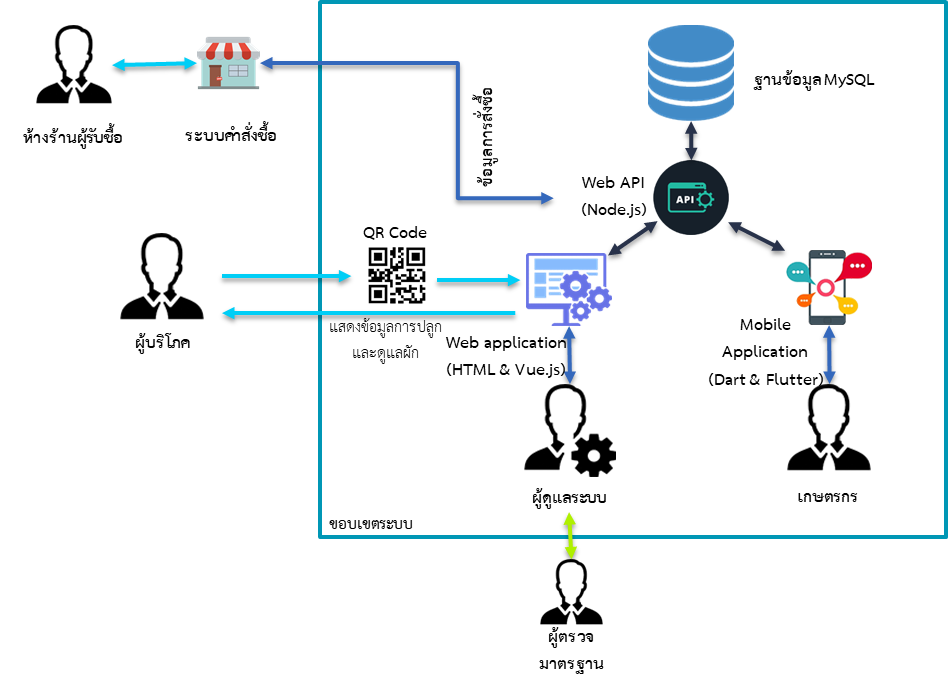 ห้างร้านผู้รับซื้อ
ระบบคำสั่งซื้อ
ข้อมูลการสั่งซื้อ
ฐานข้อมูล MySQL
Web API
(Node.js)
API
QR Code
แสดงข้อมูลการปลูก
และดูแลผัก
ผู้บริโภค
Web application
(HTML & Vue.js)
Mobile
Application
(Dart & Flutter)
ผู้ดูแลระบบ
เกษตรกร
ขอบเขตระบบ
ผู้ตรวจ
มาตรฐาน